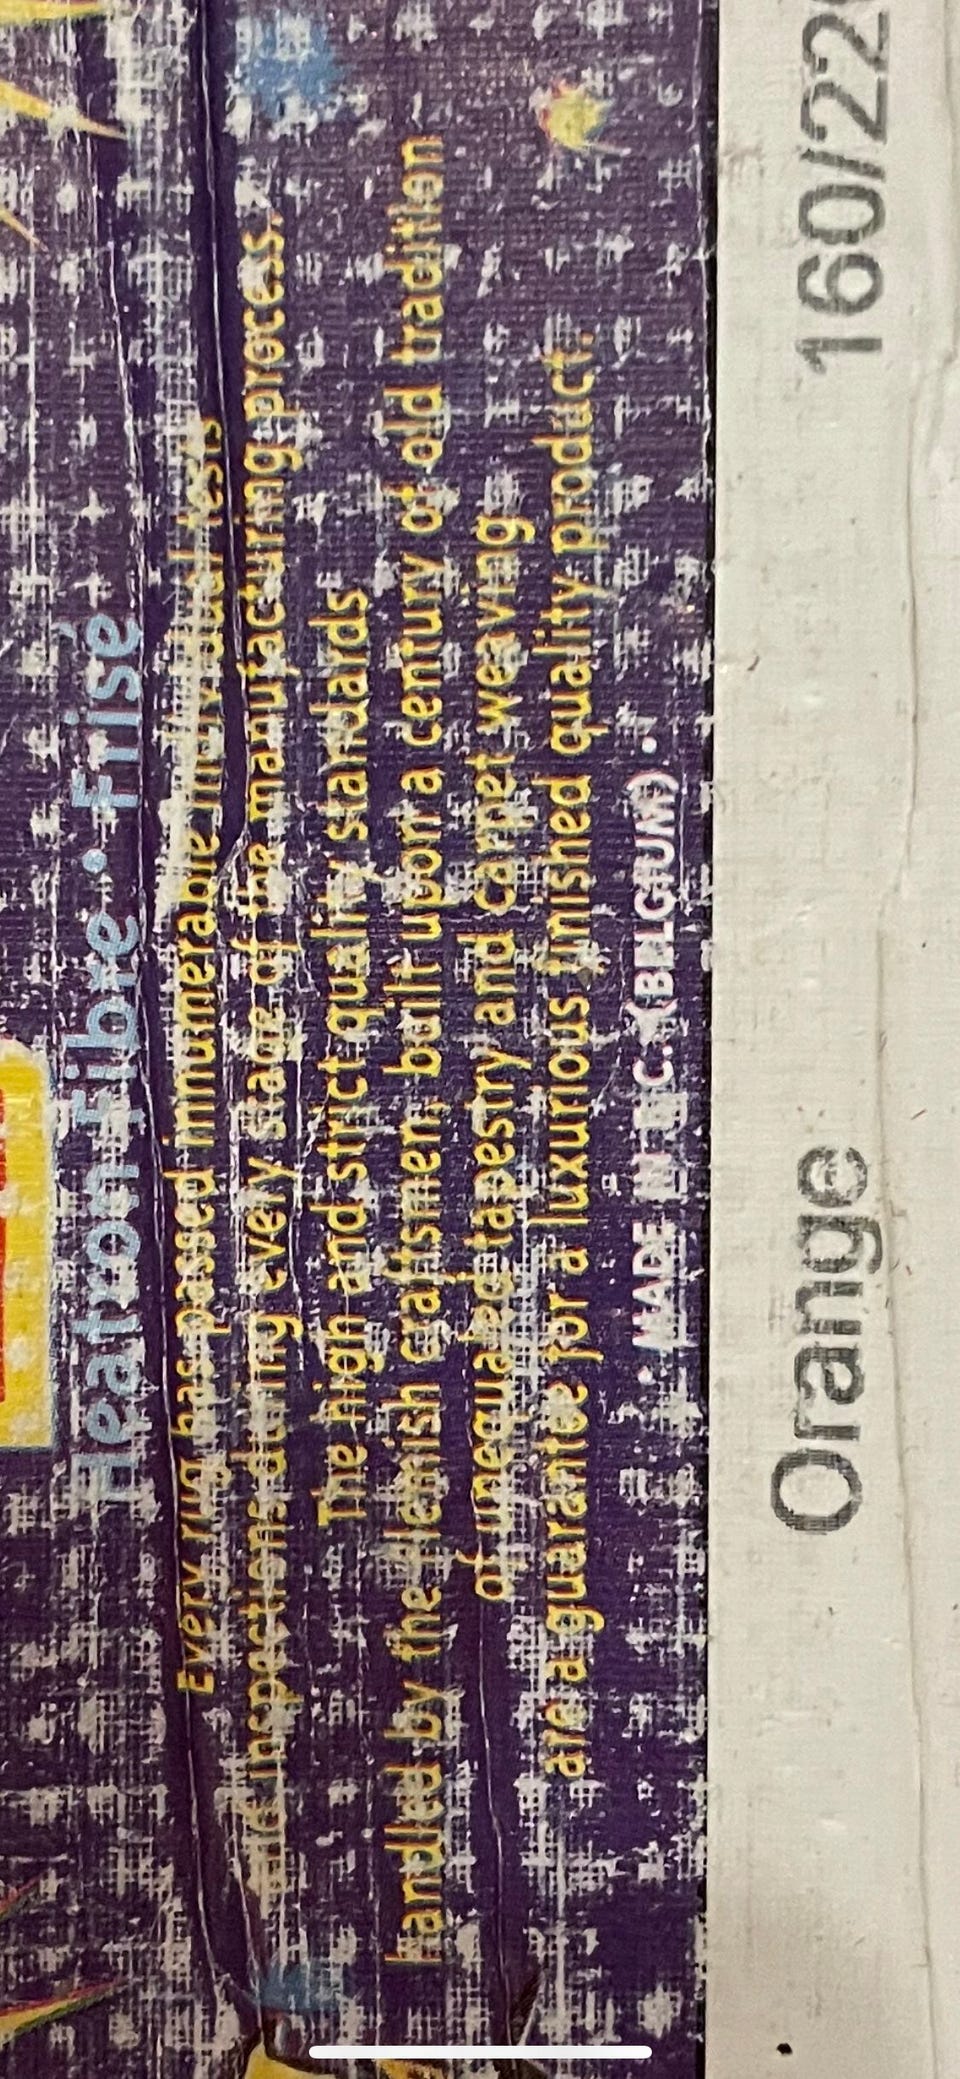 Heatson Fibre • • Frisé
Every rug has passed innumerable individual tests
and inspections during every stage of the manufacturing process.
The high and strict quality standards
handled by the flemish craftsmen, built upon a century of old tradition
of unequaled tapestry and carpet weaving
are a guarantee for a luxurious finished quality product.
• MADE IN E.C. (BELGIUM) •
Orange 160/22